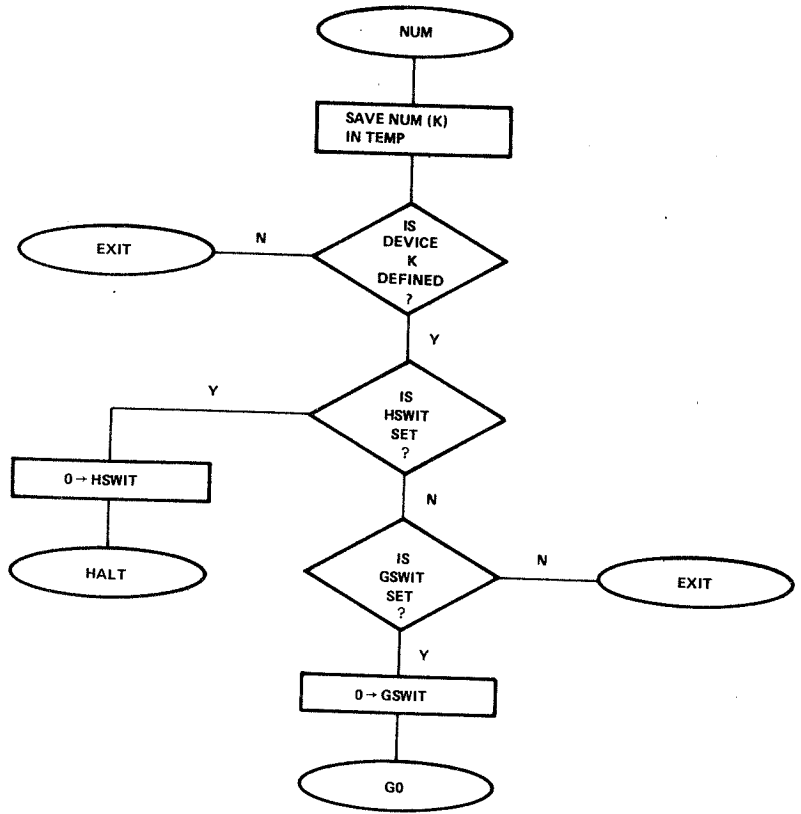 NUM
SAVE NUM (K)
IN TEMP
IS
DEVICE
K
DEFINED
?
N
EXIT
Y
IS
HSWIT
SET
?
Y
0 → HSWIT
HALT
N
IS
GSWIT
SET
?
N
EXIT
Y
0 → GSWIT
G0